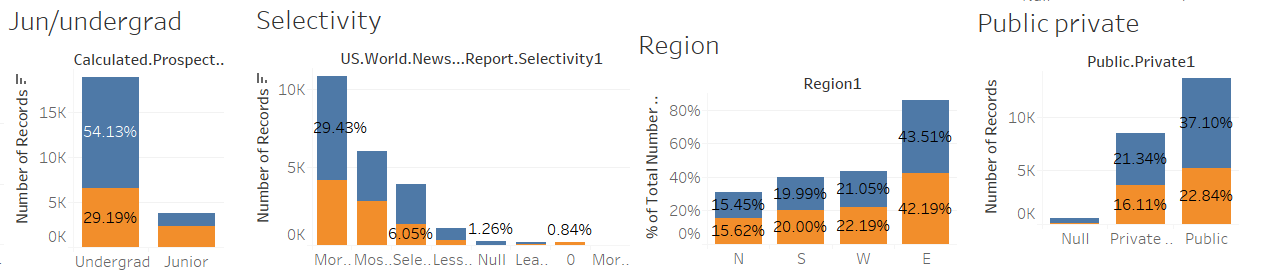 Jun/undergrad
Calculated.Prospect..
Number of Records
15K
10K
5K
0K
54.13%
29.19%
Undergrad
Junior
Selectivity
US.World.News...Report.Selectivity1
Number of Records
10K
5K
0K
29.43%
6.05%
1.26%
0.84%
Mor..
Mos..
Sele..
Less..
Null
Lea..
0
Mor..
Region
Region1
% of Total Number ..
80%
60%
40%
20%
0%
15.45%
15.62%
19.99%
20.00%
21.05%
22.19%
43.51%
42.19%
N
S
W
E
Public private
Public.Private1
Number of Records
10K
5K
0K
21.34%
16.11%
37.10%
22.84%
Null
Private ..
Public